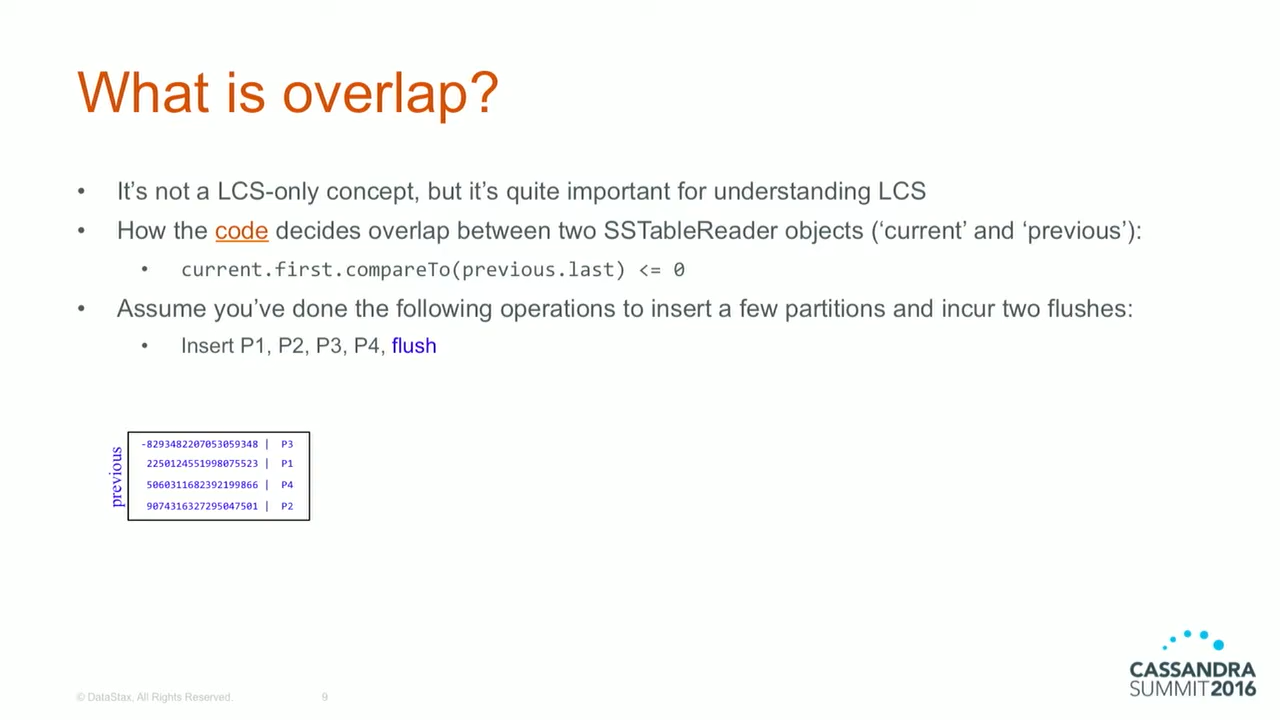 What is overlap?
• It's not a LCS-only concept, but it's quite important for understanding LCS
• How the code decides overlap between two SSTableReader objects (‘current’ and ‘previous’):
• current.first.compareTo(previous.last) <= 0
• Assume you've done the following operations to insert a few partitions and incur two flushes:
• Insert P1, P2, P3, P4, flush
previous
-8293482207053059348 | P3
2250124551998075523 | P1
5060311682392199866 | P4
9074316327295047501 | P2
© DataStax, All Rights Reserved. 9
CASSANDRA
SUMMIT2016